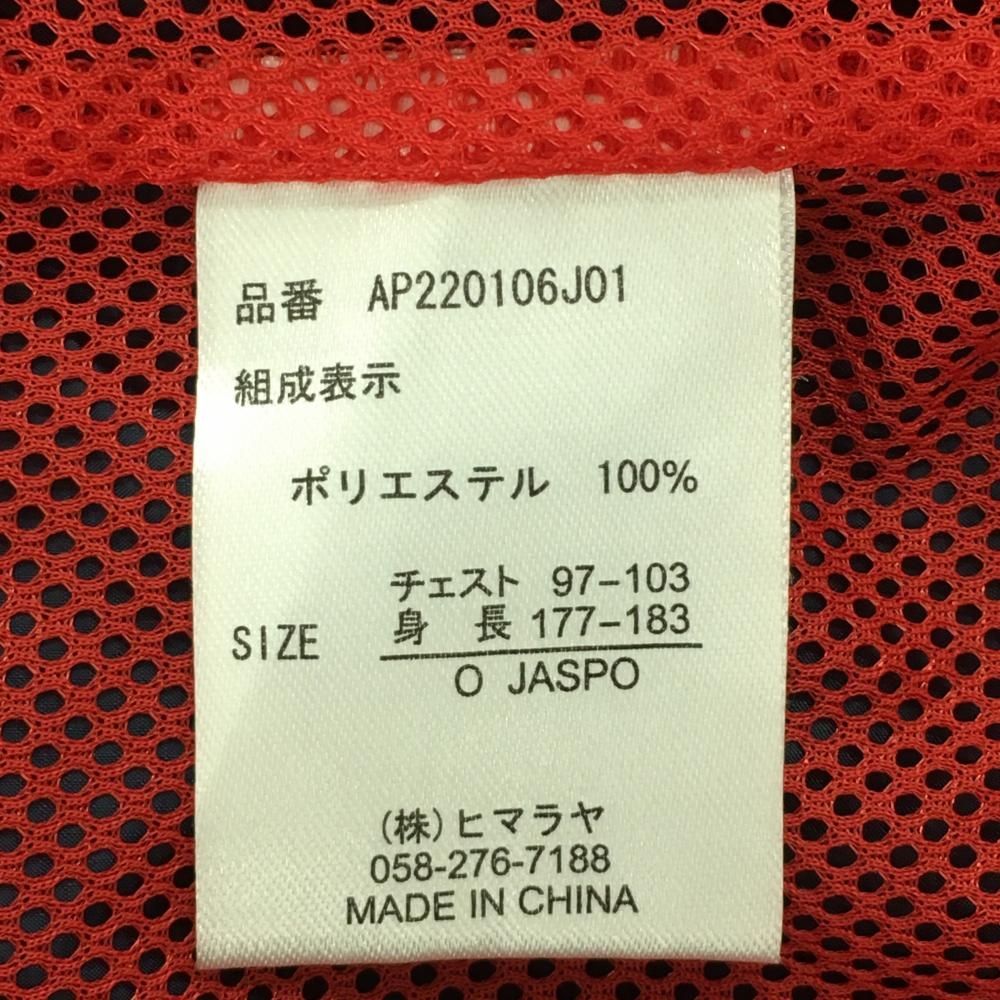 品番 AP220106J01
組成表示
ポリエステル 100%
チェスト 97-103
身 長 177-183
SIZE
O JASPO
(株)ヒマラヤ
058-276-7188
MADE IN CHINA